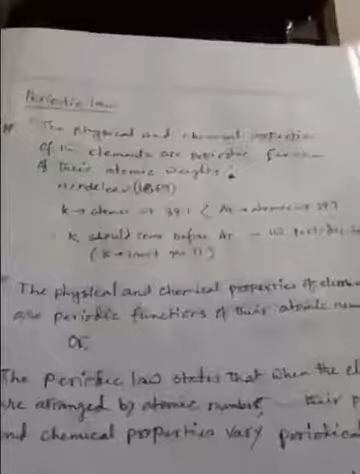 Periodic law
" The physical and chemical properties
of the elements are periodic function
of their atomic weights.
Mendeleev (1869)
K → atomic wt 39.1 < Ar → atomic wt 39.9
K should come before Ar
The physical and chemical properties of elem
are periodic functions of their atomic num
Or,
The Periodic law states that when the el
are arranged by atomic number, their p
and chemical properties vary periodical